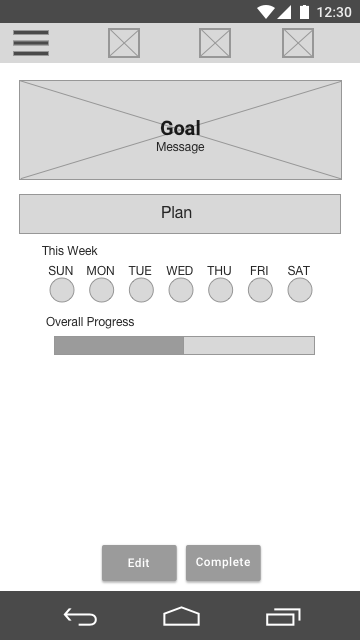 12:30
Goal
Message
Plan
This Week
SUN MON TUE WED THU FRI SAT
Overall Progress
Edit Complete